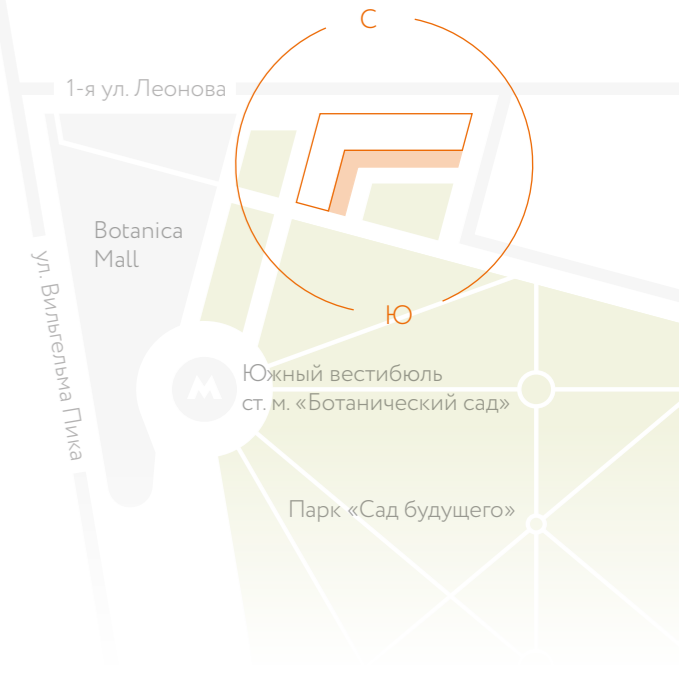 С
1-я ул. Леонова
Botanica
Mall
ул. Вильгельма Пика
Ю
Южный вестибюль
ст. м. «Ботанический сад»
Парк «Сад будущего»